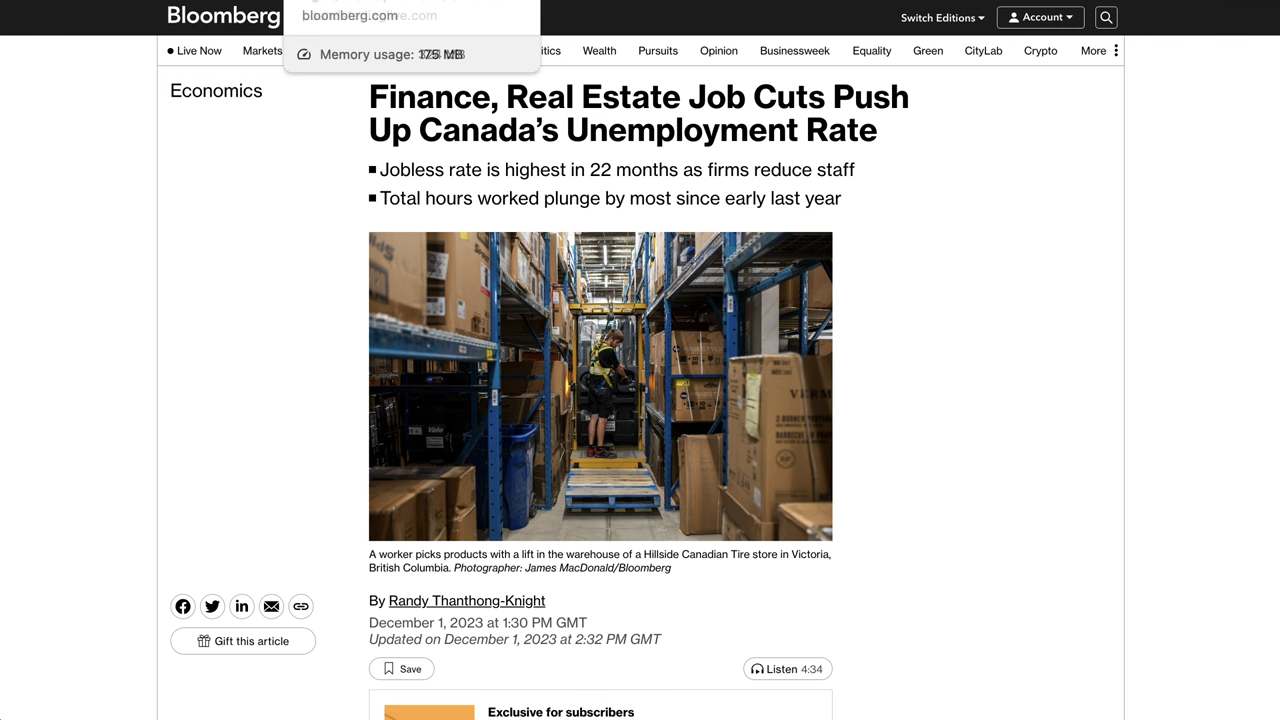 Bloomberg
bloomberg.com
Switch Editions
Account
Memory usage:
Live Now
Markets
Wealth
Pursuits
Opinion
Businessweek
Equality
Green
CityLab
Crypto
More
Economics
Finance, Real Estate Job Cuts Push
Up Canada’s Unemployment Rate
Jobless rate is highest in 22 months as firms reduce staff
Total hours worked plunge by most since early last year
A worker picks products with a lift in the warehouse of a Hillside Canadian Tire store in Victoria,
British Columbia. Photographer: James MacDonald/Bloomberg
By Randy Thanthong-Knight
December 1, 2023 at 1:30 PM GMT
Updated on December 1, 2023 at 2:32 PM GMT
Gift this article
Save
Listen 4:34
Exclusive for subscribers